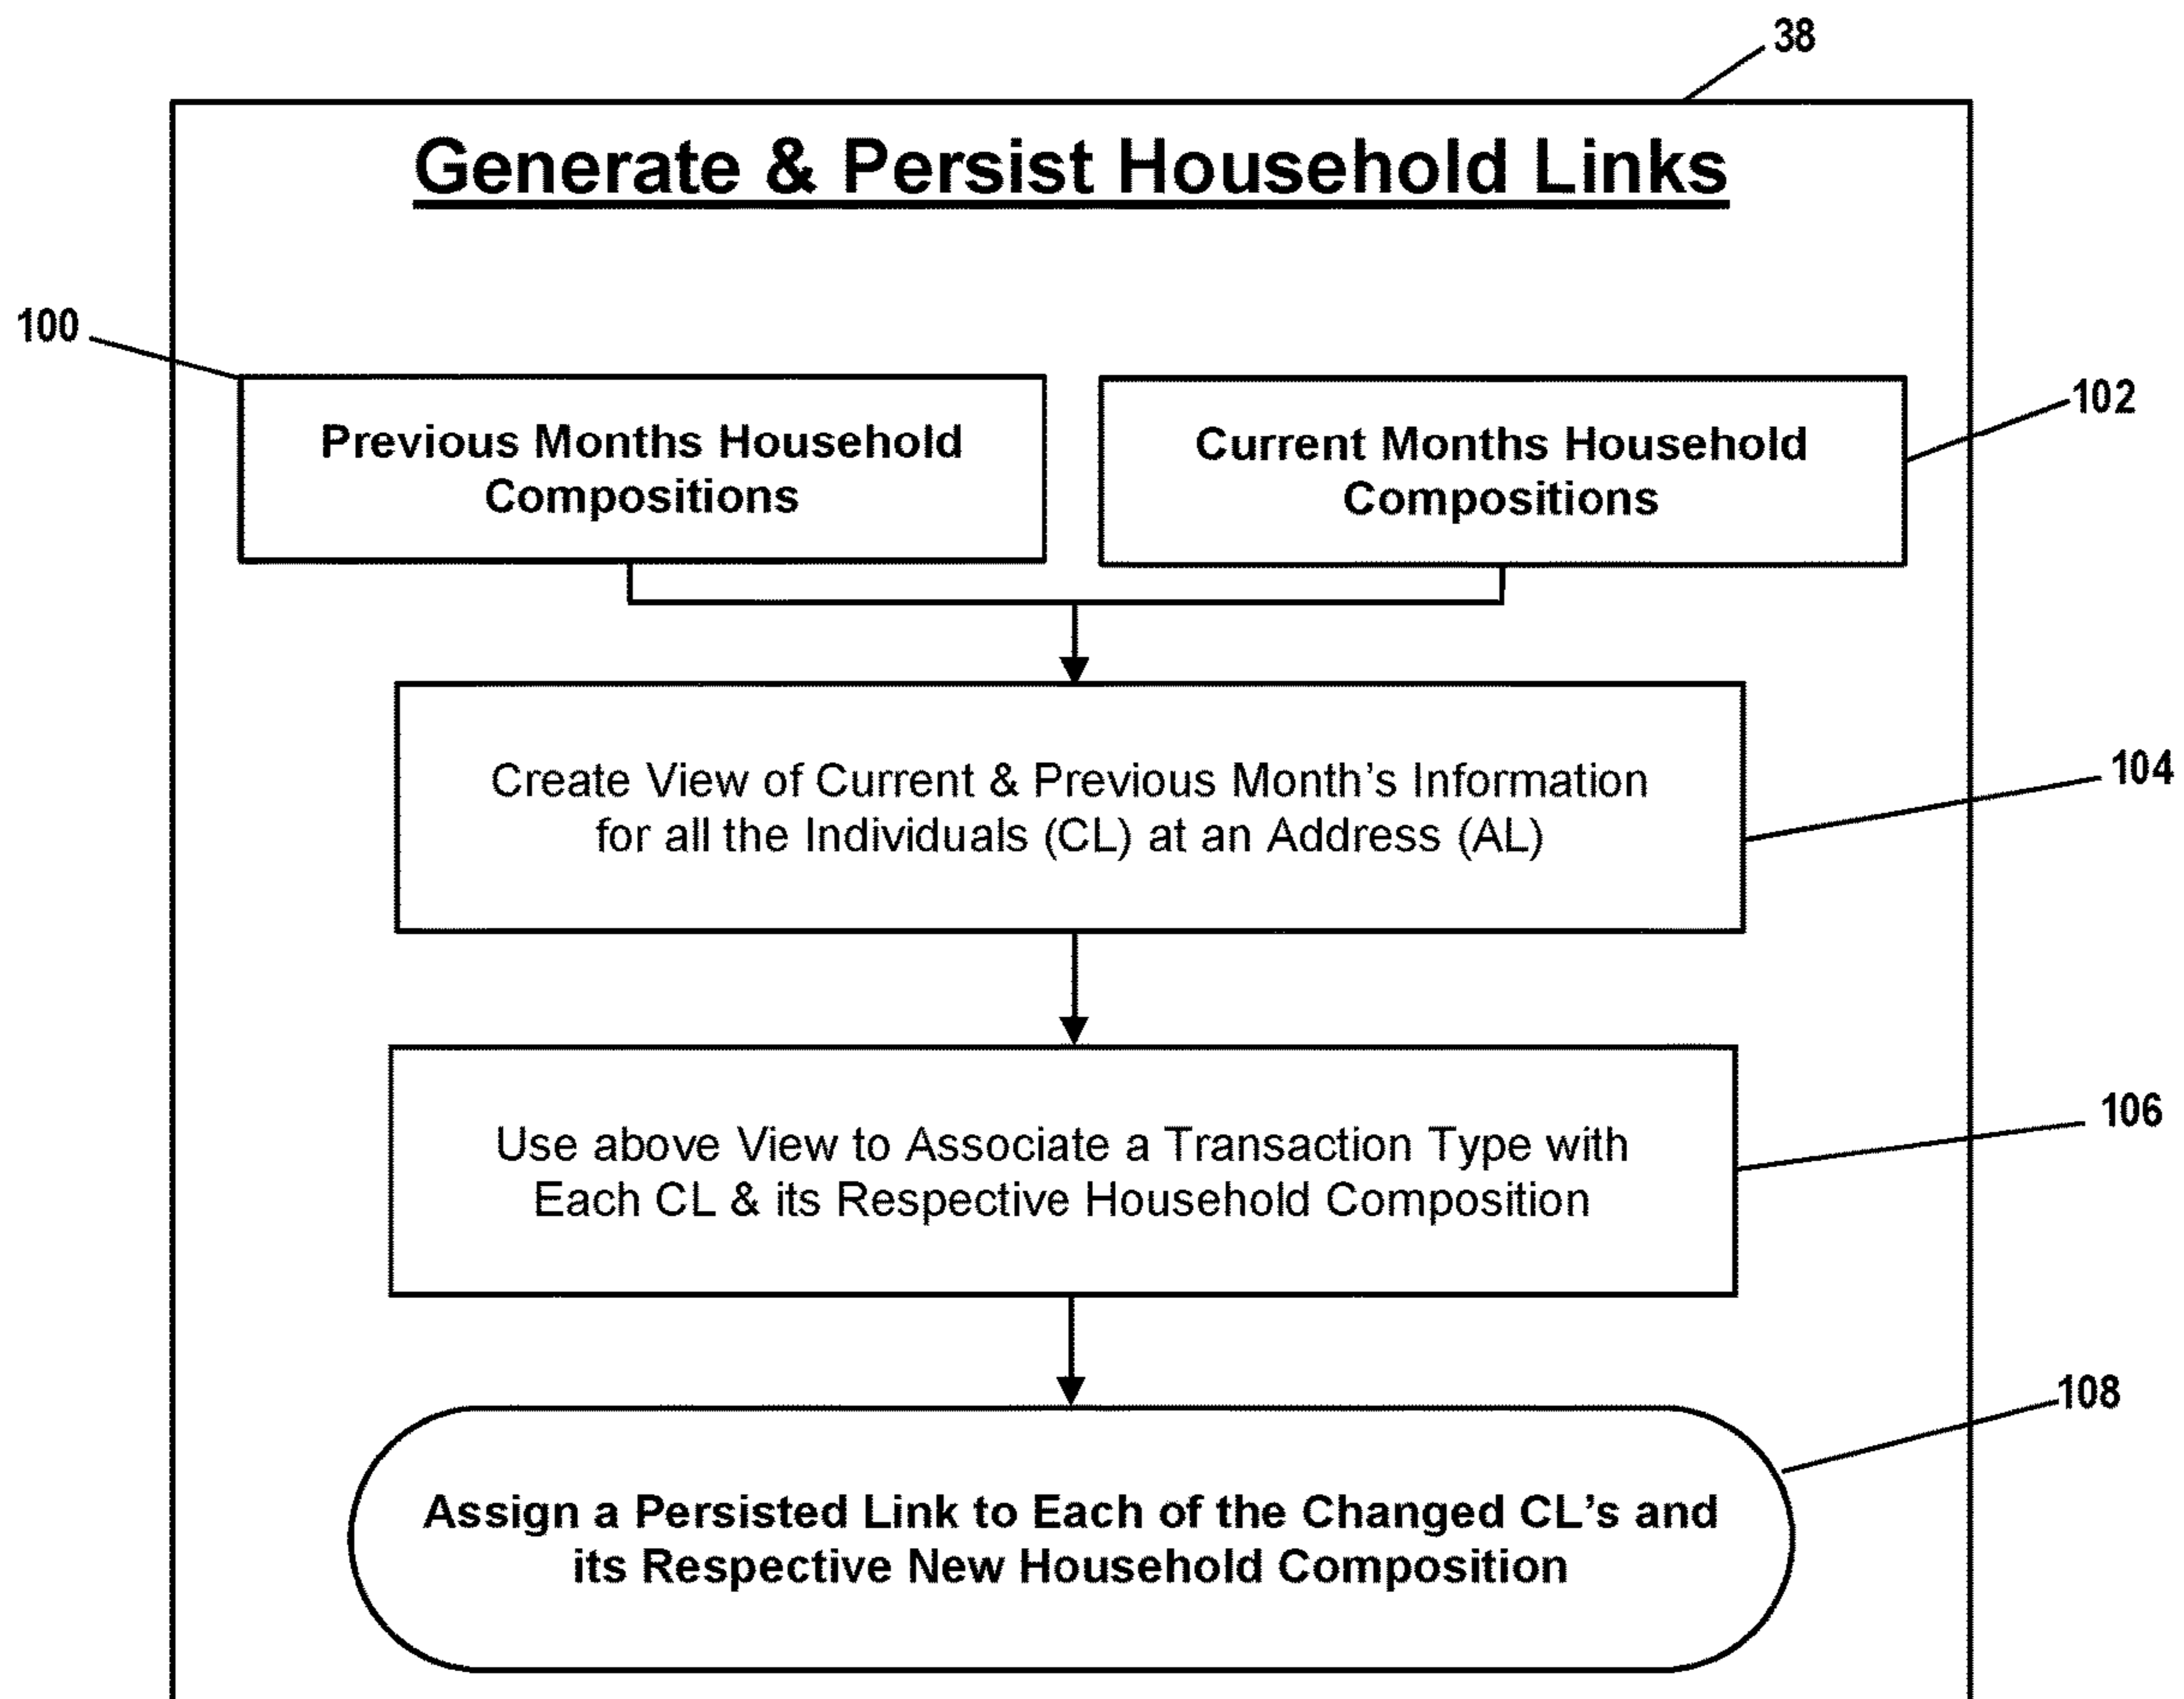 38
Generate & Persist Household Links
100
Previous Months Household
Compositions
Current Months Household
Compositions
102
Create View of Current & Previous Month's Information
for all the Individuals (CL) at an Address (AL)
104
Use above View to Associate a Transaction Type with
Each CL & its Respective Household Composition
106
Assign a Persisted Link to Each of the Changed CL's and
its Respective New Household Composition
108